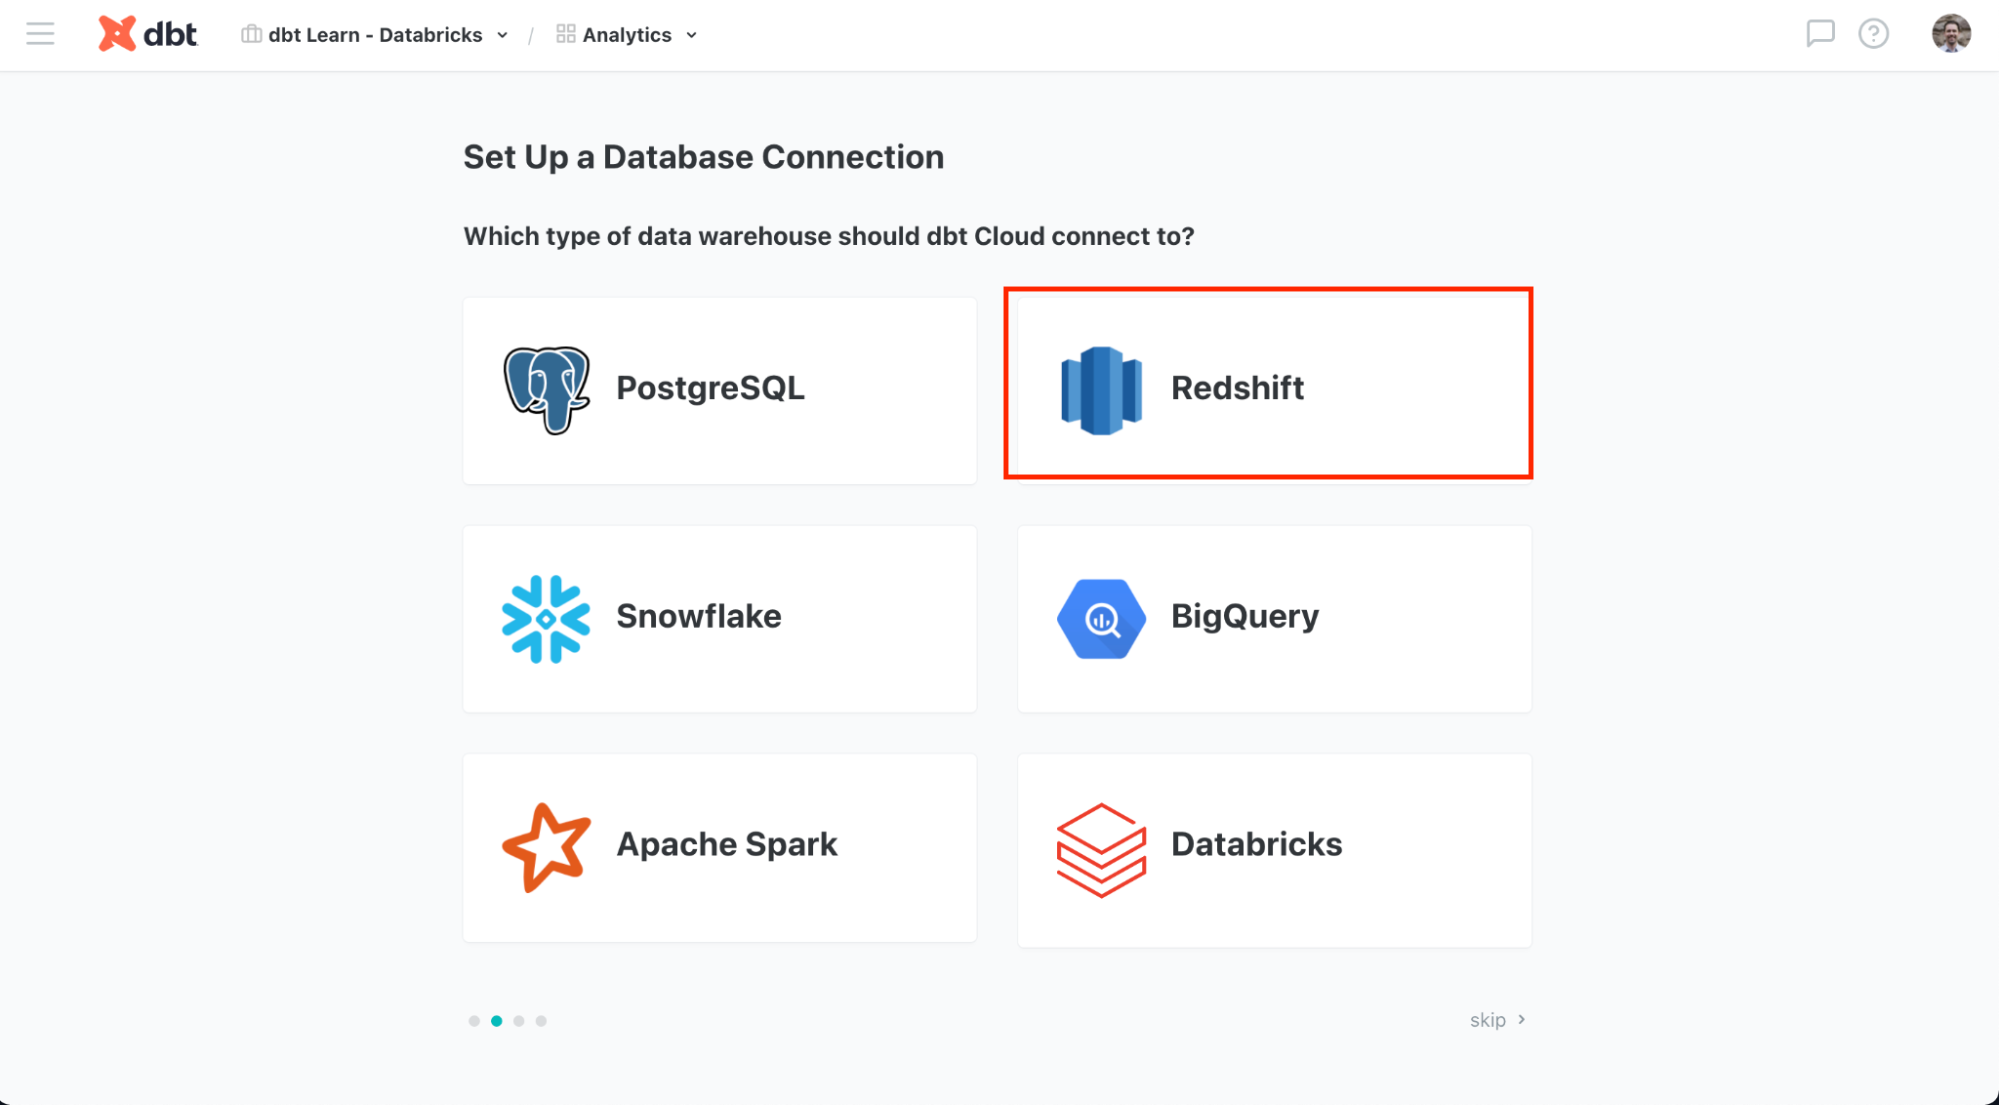 dbt dbt Learn - Databricks / Analytics
Set Up a Database Connection
Which type of data warehouse should dbt Cloud connect to?
PostgreSQL
Redshift
Snowflake
BigQuery
Apache Spark
Databricks
skip